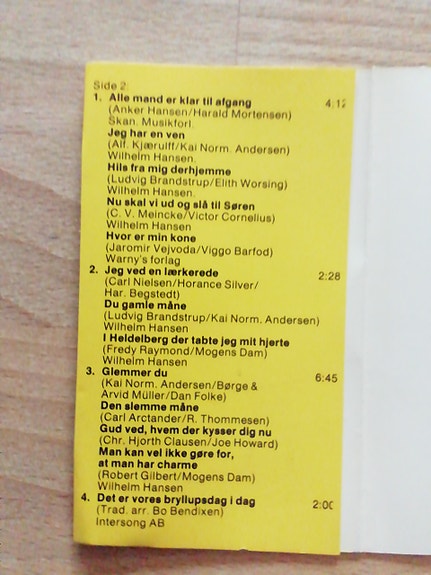 Side 2:
1. Alle mand er klar til afgang 4:12
(Anker Hansen/Harald Mortensen)
Skan. Musikforl.
Jeg har en ven
(Alf. Kjærulff/Kai Norm. Andersen)
Wilhelm Hansen.
Hils fra mig derhjemme
(Ludvig Brandstrup/Elith Worsing)
Wilhelm Hansen.
Nu skal vi ud og slå til Søren
(C. V. Meincke/Victor Cornelius)
Wilhelm Hansen
Hvor er min kone
(Jaromir Vejvoda/Viggo Barfod)
Warny's forlag
2. Jeg ved en lærkerede 2:28
(Carl Nielsen/Horance Silver/
Har. Begstedt)
Du gamle måne
(Ludvig Brandstrup/Kai Norm. Andersen)
Wilhelm Hansen
I Heldelberg der tabte jeg mit hjerte
(Fredy Raymond/Mogens Dam)
Wilhelm Hansen
3. Glemmer du 6:45
(Kai Norm. Andersen/Børge &
Arvid Müller/Dan Folke)
Den slemme måne
(Carl Arctander/R. Thommesen)
Gud ved, hvem der kysser dig nu
(Chr. Hjorth Clausen/Joe Howard)
Man kan vel ikke gøre for,
at man har charme
(Robert Gilbert/Mogens Dam)
Wilhelm Hansen
4. Det er vores bryllupsdag i dag 2:00
(Trad. arr. Bo Bendixen)
Intersong AB